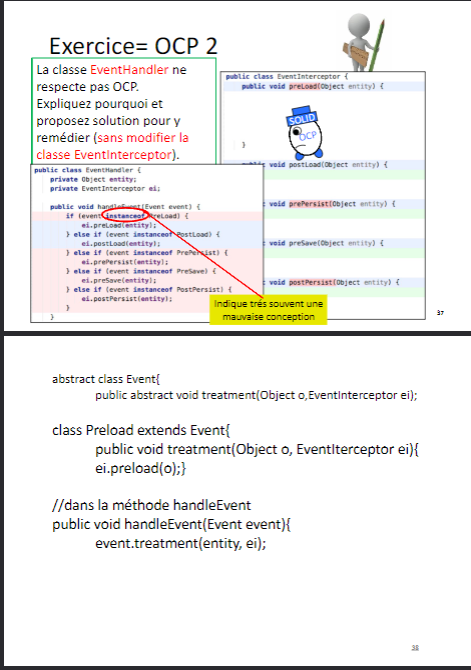 Exercice= OCP 2
La classe EventHandler ne
respecte pas OCP.
Expliquez pourquoi et
proposez solution pour y
remédier (sans modifier la
classe EventInterceptor).
public class EventInterceptor {
public void preLoad(Object entity) {
SOLID
OCP
}
void postLoad(Object entity) {
void prePersist(Object entity) {
void preSave(Object entity) {
void postPersist(Object entity) {
public class EventHandler {
private Object entity;
private EventInterceptor ei;
public void handleEvent(Event event) {
if (event instanceof PreLoad) {
ei.preLoad(entity);
} else if (event instanceof PostLoad) {
ei.postLoad(entity);
} else if (event instanceof PrePersist) {
ei.prePersist(entity);
} else if (event instanceof PreSave) {
ei.preSave(entity);
} else if (event instanceof PostPersist) {
ei.postPersist(entity);
}
}
Indique très souvent une
mauvaise conception
37
abstract class Event{
public abstract void treatment(Object o,EventInterceptor ei);
class Preload extends Event{
public void treatment(Object o, EventIterceptor ei){
ei.preload(o);}
//dans la méthode handleEvent
public void handleEvent(Event event){
event.treatment(entity, ei);
38